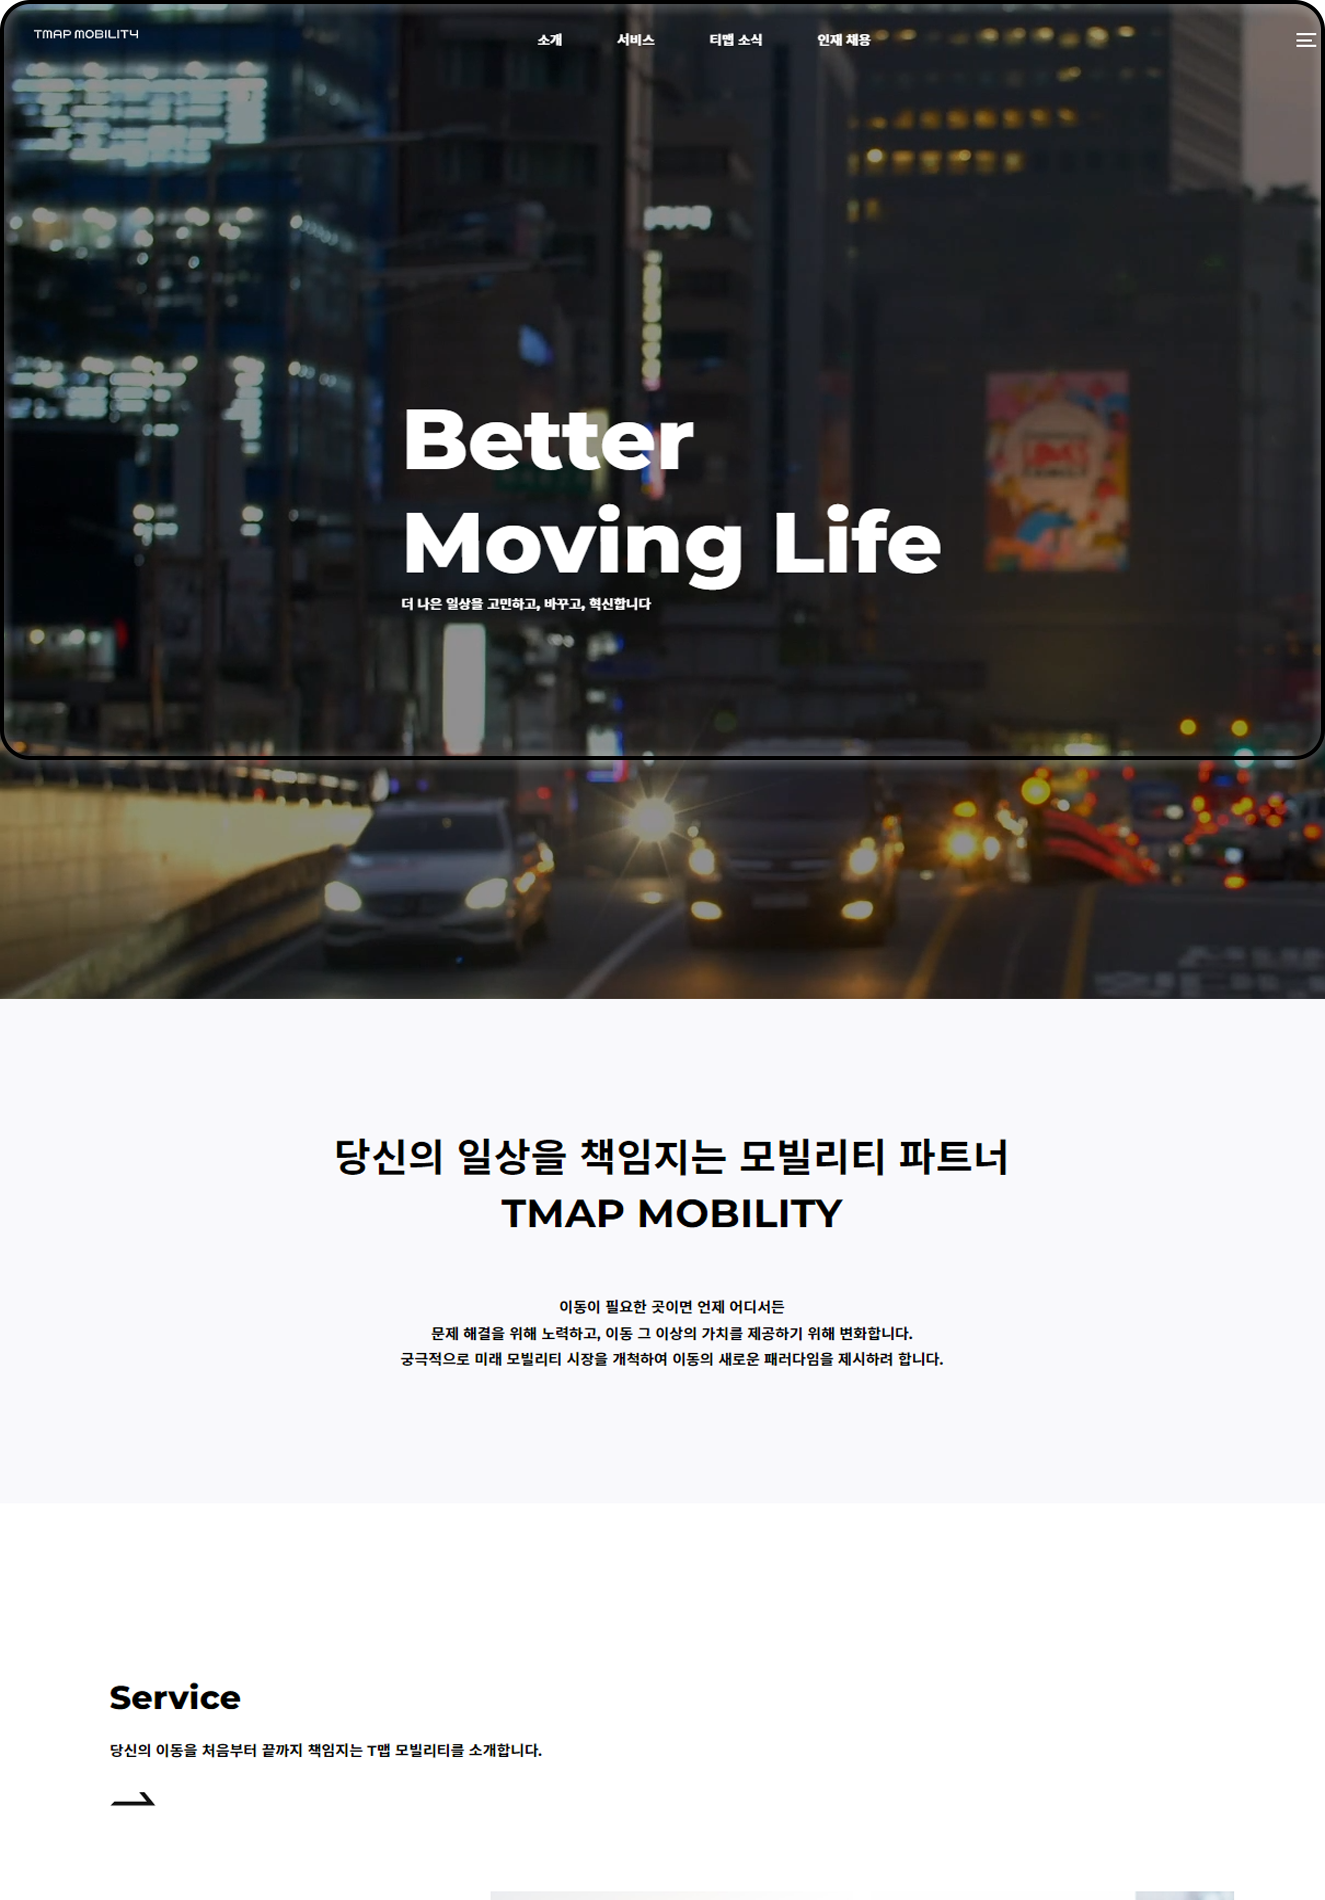 TMAP MOBILITY
소개
서비스
티맵 소식
인재 채용
Better
Moving Life
더 나은 일상을 고민하고, 바꾸고, 혁신합니다
당신의 일상을 책임지는 모빌리티 파트너
TMAP MOBILITY
이동이 필요한 곳이면 언제 어디서든
문제 해결을 위해 노력하고, 이동 그 이상의 가치를 제공하기 위해 변화합니다.
궁극적으로 미래 모빌리티 시장을 개척하여 이동의 새로운 패러다임을 제시하려 합니다.
Service
당신의 이동을 처음부터 끝까지 책임지는 T맵 모빌리티를 소개합니다.